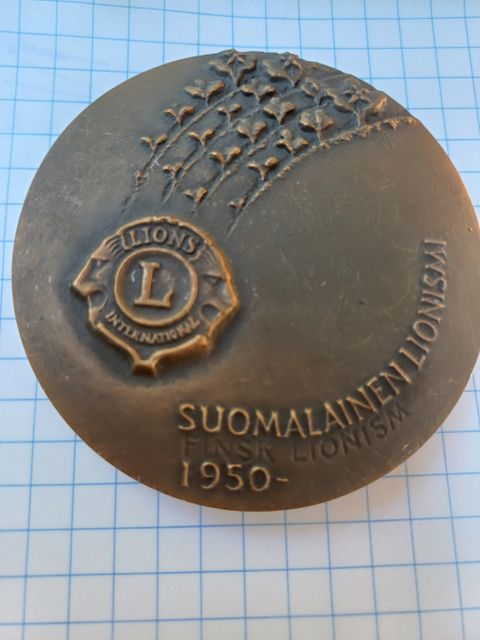 LIONS
L
INTERNATIONAL
SUOMALAINEN LIONISMI
FINSK LIONISM
1950-